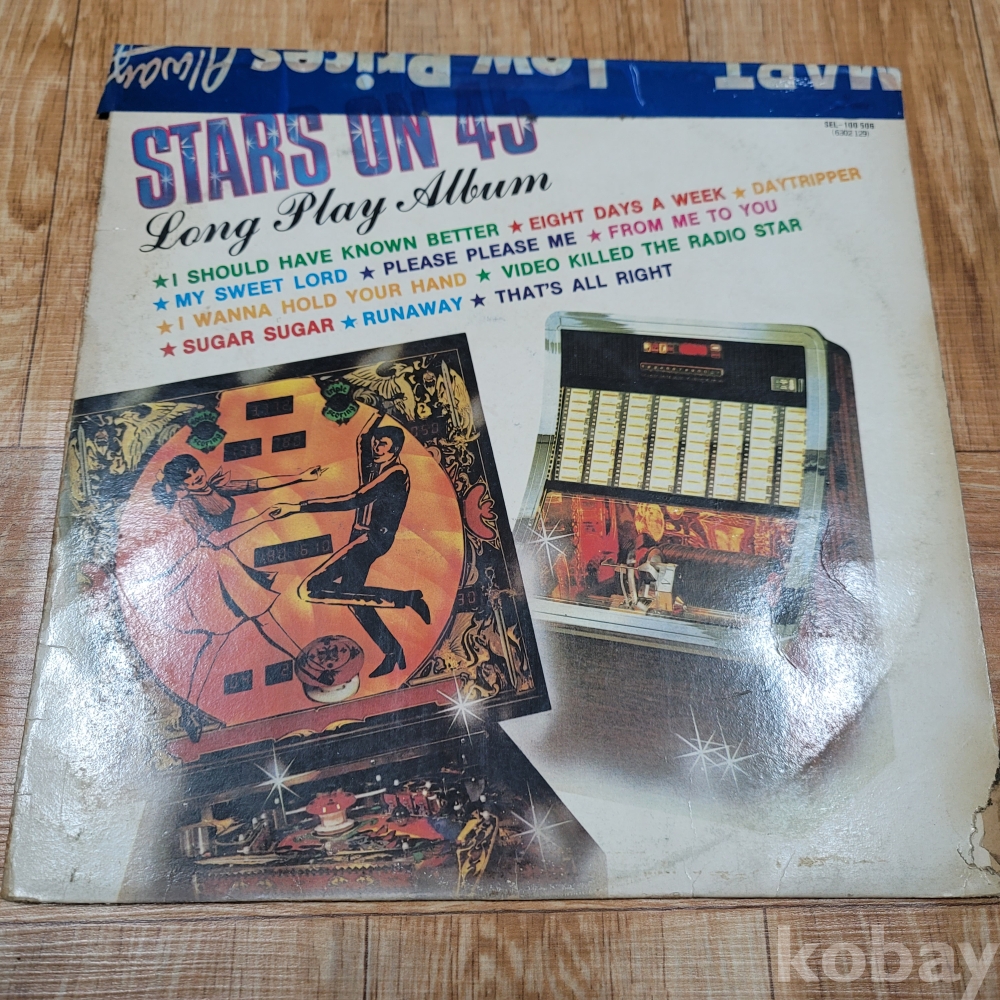 MART Low Prices Always
STARS ON 45
Long Play Album
SEL-100 506
(6302 129)
★I SHOULD HAVE KNOWN BETTER ★EIGHT DAYS A WEEK ★DAYTRIPPER
★MY SWEET LORD ★PLEASE PLEASE ME ★FROM ME TO YOU
★I WANNA HOLD YOUR HAND ★VIDEO KILLED THE RADIO STAR
★SUGAR SUGAR ★RUNAWAY ★THAT'S ALL RIGHT
kobay